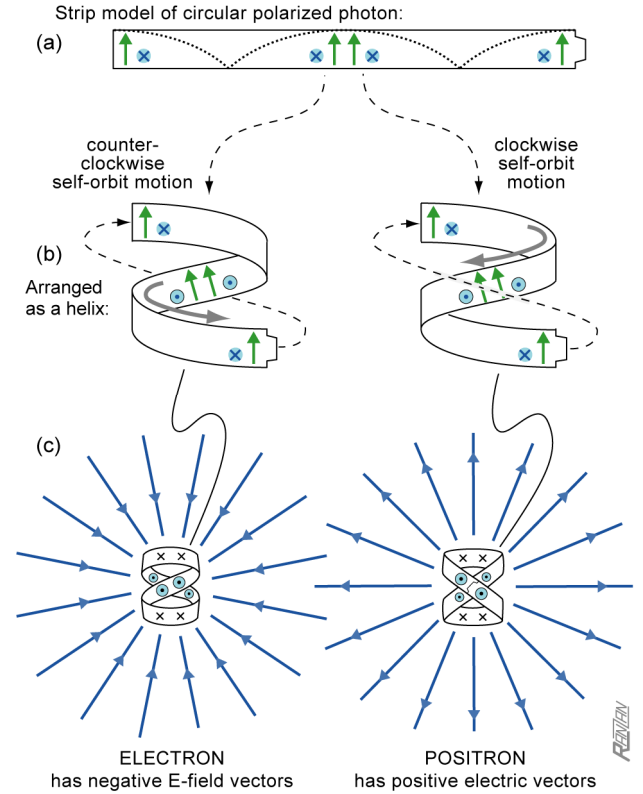 Strip model of circular polarized photon:
(a)
counter-
clockwise
self-orbit motion
clockwise
self-orbit
motion
(b)
Arranged
as a helix:
(c)
ELECTRON
has negative E-field vectors
POSITRON
has positive electric vectors